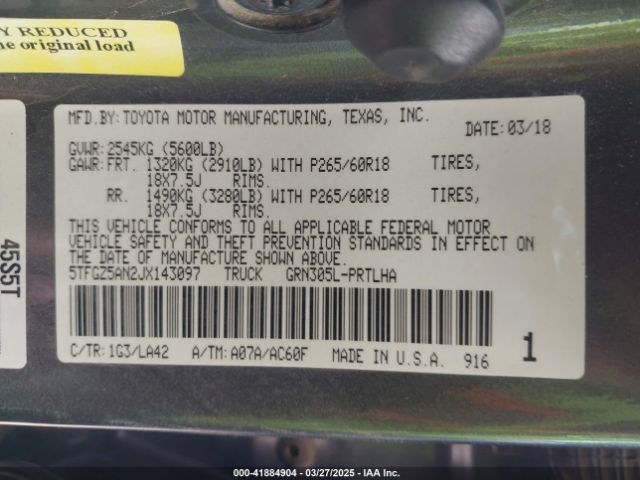 Y REDUCED
e original load
MFD.BY:TOYOTA MOTOR MANUFACTURING, TEXAS, INC.
DATE:03/18
GVWR:2545KG (5600LB)
GAWR:FRT. 1320KG (2910LB) WITH P265/60R18 TIRES,
18X7.5J RIMS.
RR. 1490KG (3280LB) WITH P265/60R18 TIRES,
18X7.5J RIMS.
THIS VEHICLE CONFORMS TO ALL APPLICABLE FEDERAL MOTOR
VEHICLE SAFETY AND THEFT PREVENTION STANDARDS IN EFFECT ON
THE DATE OF MANUFACTURE SHOWN ABOVE.
5TFGZ5AN2JX143097 TRUCK GRN305L-PRTLHA
C/TR:1G3/LA42 A/TM:A07A/AC60F MADE IN U.S.A. 916 1
45S5T
000-41884904 — 03/27/2025 — IAA Inc.